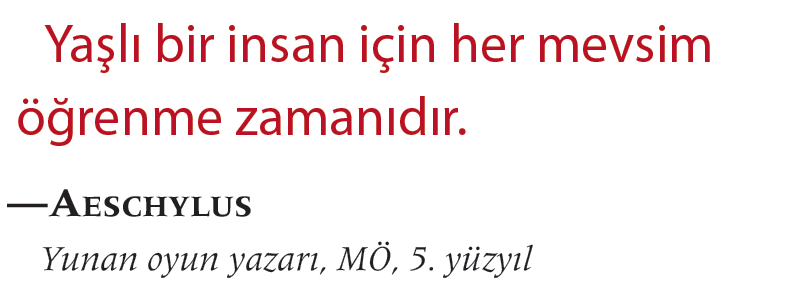 Yaşlı bir insan için her mevsim
öğrenme zamanıdır.
—Aeschylus
Yunan oyun yazarı, MÖ, 5. yüzyıl